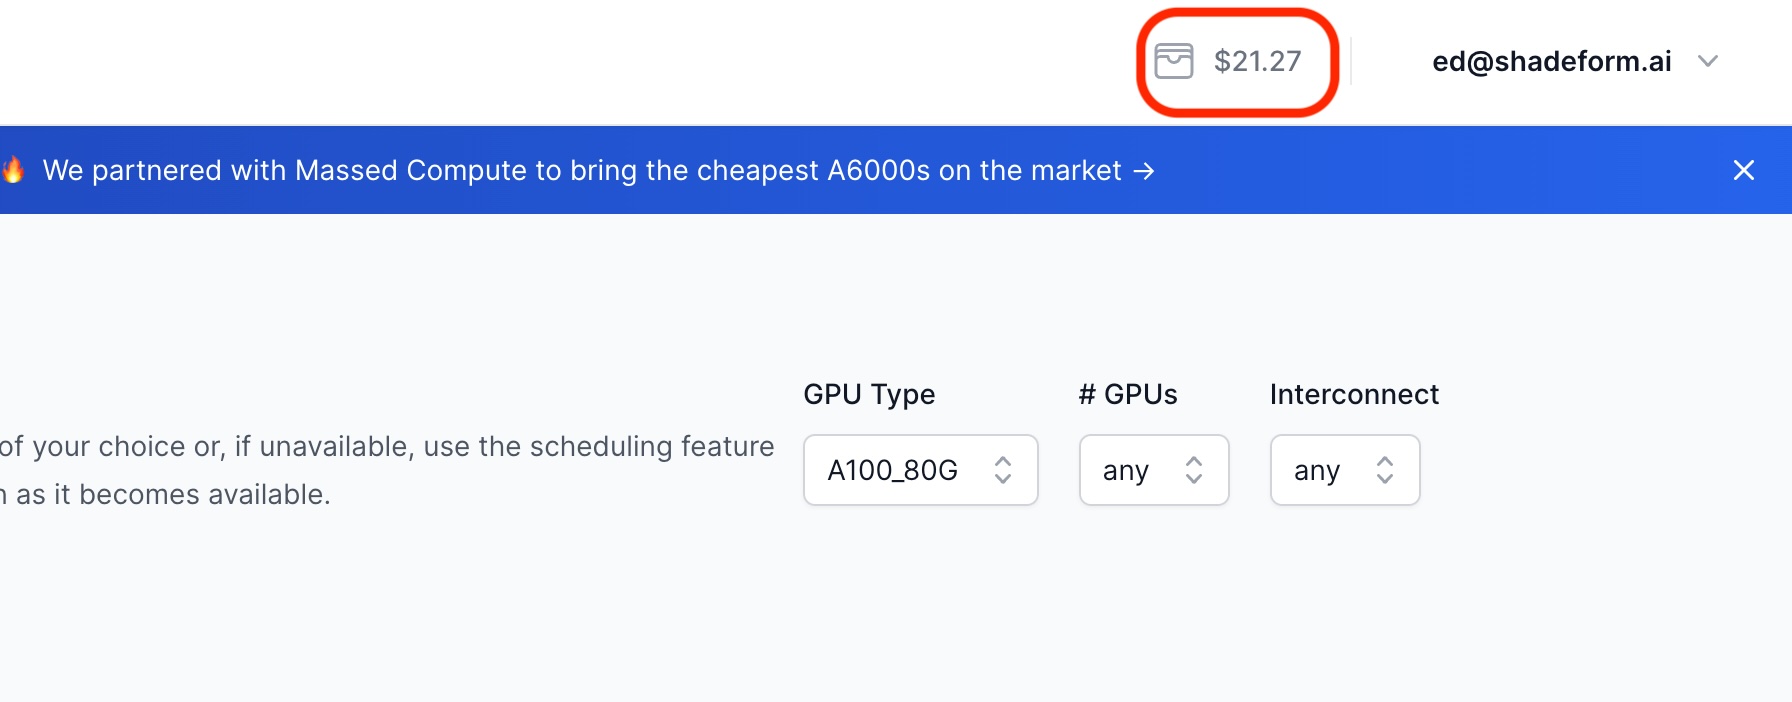 $21.27
ed@shadeform.ai
🔥 We partnered with Massed Compute to bring the cheapest A6000s on the market →
GPU Type
# GPUs
Interconnect
of your choice or, if unavailable, use the scheduling feature
as it becomes available.
A100_80G
any
any